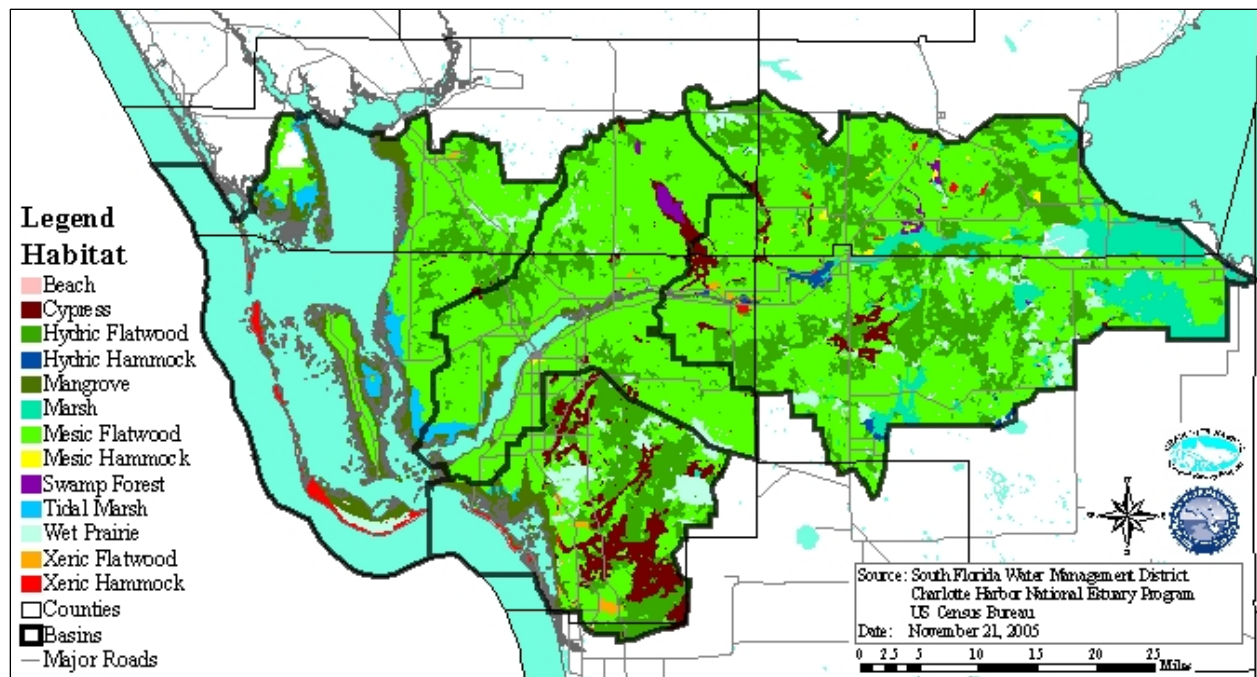 Legend
Habitat
Beach
Cypress
Hydric Flatwood
Hydric Hammock
Mangrove
Marsh
Mesic Flatwood
Mesic Hammock
Swamp Forest
Tidal Marsh
Wet Prairie
Xeric Flatwood
Xeric Hammock
Counties
Basins
Major Roads
Source: South Florida Water Management District
Charlotte Harbor National Estuary Program
US Census Bureau
Date: November 21, 2005
0 2.5 5 10 15 20 25
Miles